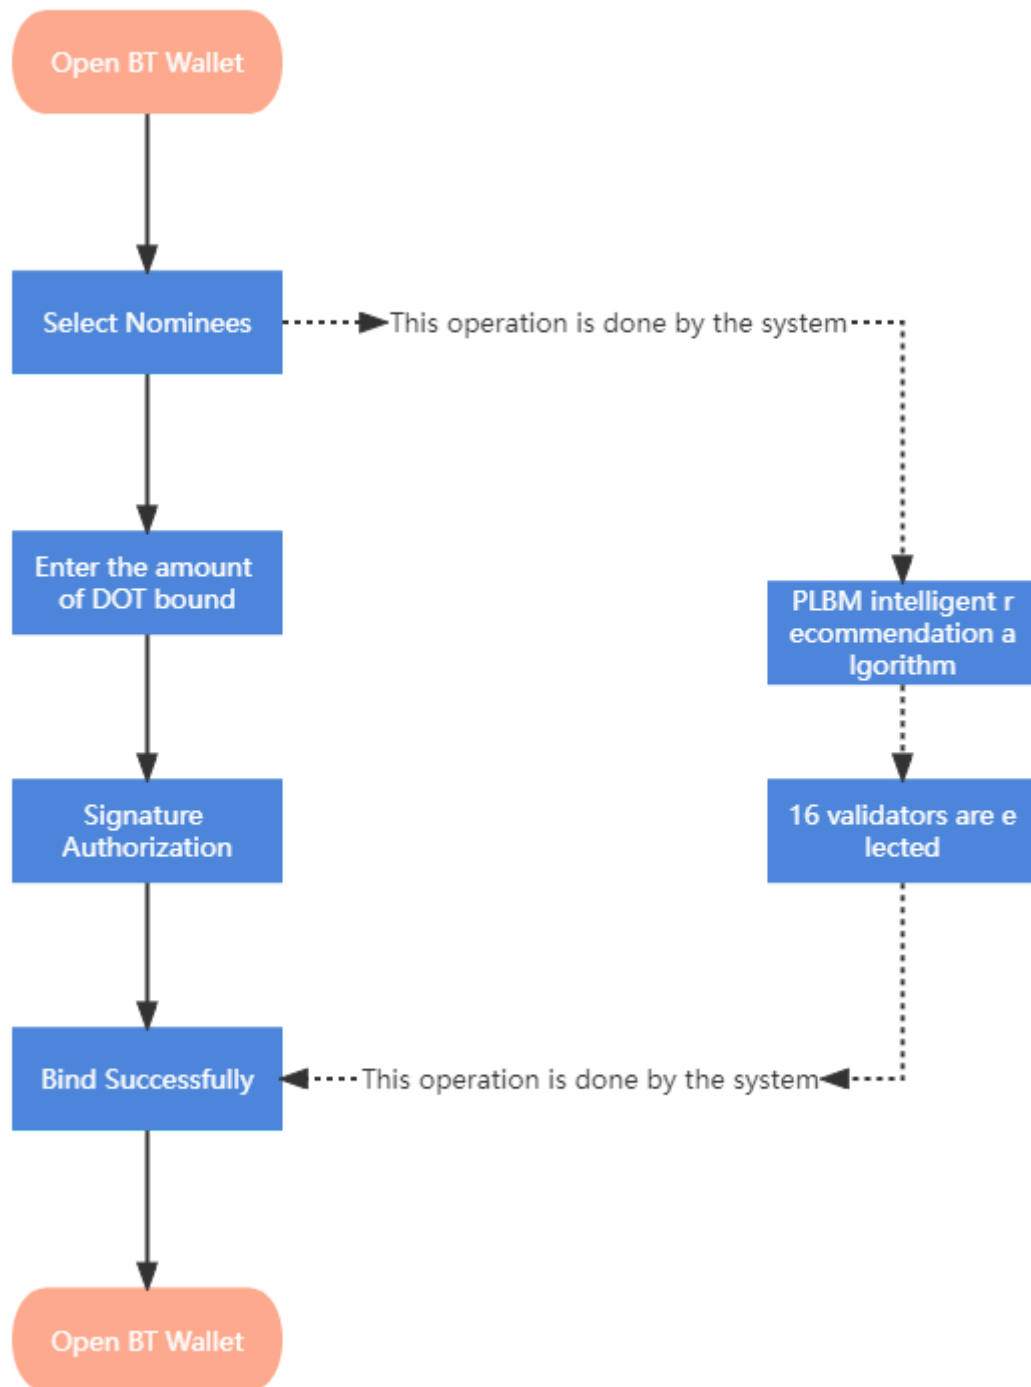 Open BT Wallet
Select Nominees
This operation is done by the system
Enter the amount
of DOT bound
PLBM intelligent r
ecommendation a
lgorithm
Signature
Authorization
16 validators are e
lected
Bind Successfully
This operation is done by the system
Open BT Wallet